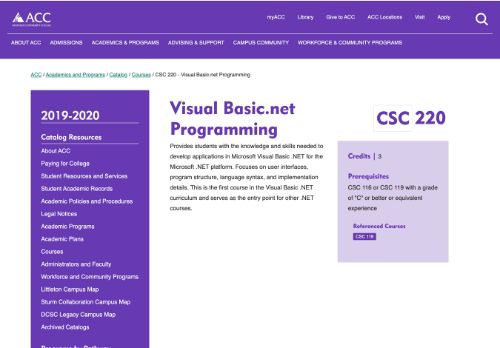 ACC
myACC Library Give to ACC ACC Locations Visit Apply
ABOUT ACC ADMISSIONS ACADEMICS & PROGRAMS ADVISING & SUPPORT CAMPUS COMMUNITY WORKFORCE & COMMUNITY PROGRAMS
ACC / Academics and Programs / Catalog / Courses / CSC 220 - Visual Basic.net Programming
2019-2020
Catalog Resources
About ACC
Paying for College
Student Resources and Services
Student Academic Records
Academic Policies and Procedures
Legal Notices
Academic Programs
Academic Plans
Courses
Administrators and Faculty
Workforce and Community Programs
Littleton Campus Map
Sturm Collaboration Campus Map
DCSC Legacy Campus Map
Archived Catalogs
Visual Basic.net
Programming
Provides students with the knowledge and skills needed to
develop applications in Microsoft Visual Basic .NET for the
Microsoft .NET platform. Focuses on user interfaces,
program structure, language syntax, and implementation
details. This is the first course in the Visual Basic .NET
curriculum and serves as the entry point for other .NET
courses.
CSC 220
Credits | 3
Prerequisites
CSC 116 or CSC 119 with a grade
of "C" or better or equivalent
experience
Referenced Courses
CSC 119